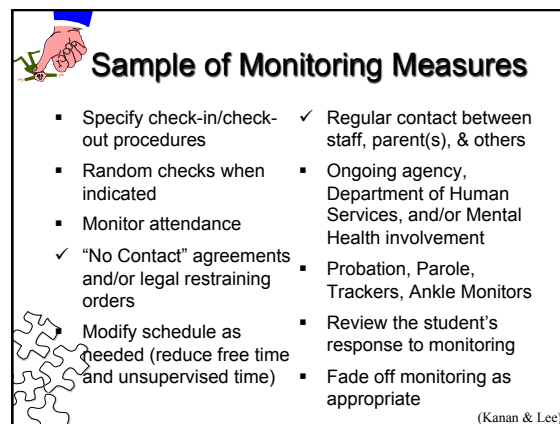 Sample of Monitoring Measures
▪ Specify check-in/check-
out procedures
▪ Random checks when
indicated
▪ Monitor attendance
✓ “No Contact” agreements
and/or legal restraining
orders
▪ Modify schedule as
needed (reduce free time
and unsupervised time)
✓ Regular contact between
staff, parent(s), & others
▪ Ongoing agency,
Department of Human
Services, and/or Mental
Health involvement
▪ Probation, Parole,
Trackers, Ankle Monitors
▪ Review the student’s
response to monitoring
▪ Fade off monitoring as
appropriate
(Kanan & Lee)